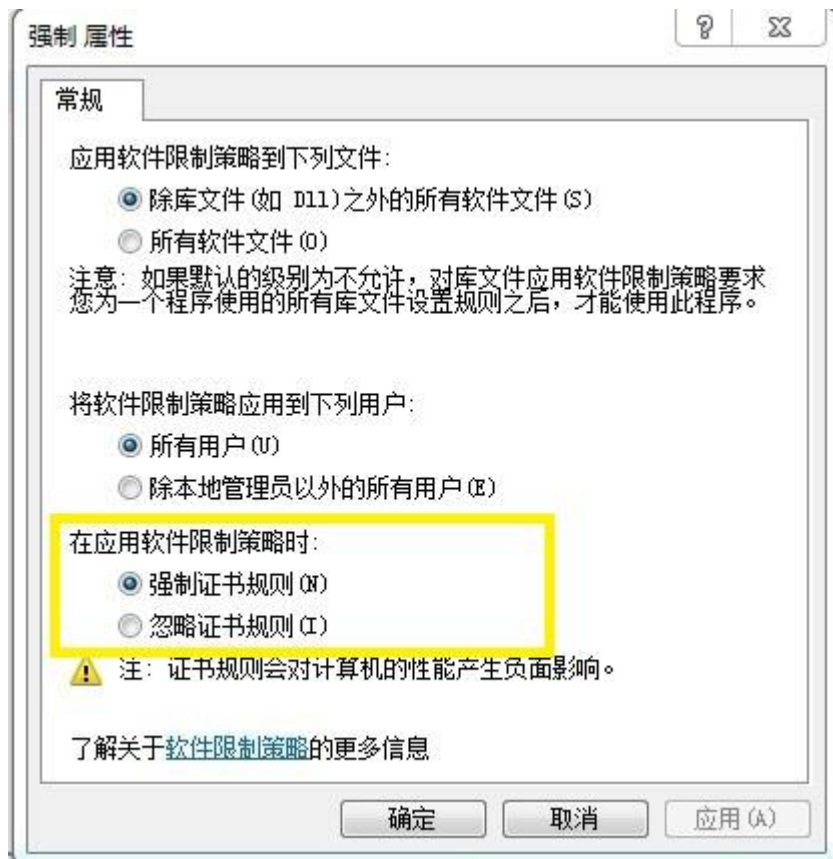 强制 属性
常规
应用软件限制策略到下列文件:
除库文件(如 Dll)之外的所有软件文件(S)
所有软件文件(O)
注意: 如果默认的级别为不允许，对库文件应用软件限制策略要求
您为一个程序使用的所有库文件设置规则之后，才能使用此程序。
将软件限制策略应用到下列用户:
所有用户(U)
除本地管理员以外的所有用户(E)
在应用软件限制策略时:
强制证书规则(N)
忽略证书规则(I)
注: 证书规则会对计算机的性能产生负面影响。
了解关于软件限制策略的更多信息
确定 取消 应用(A)